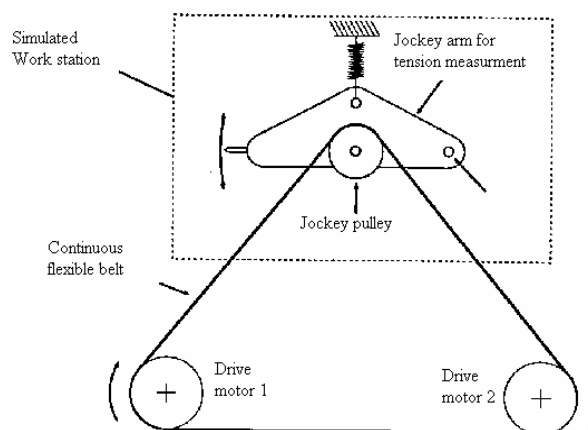 Simulated
Work station
Jockey arm for
tension measurment
Jockey pulley
Continuous
flexible belt
Drive
motor 1
Drive
motor 2